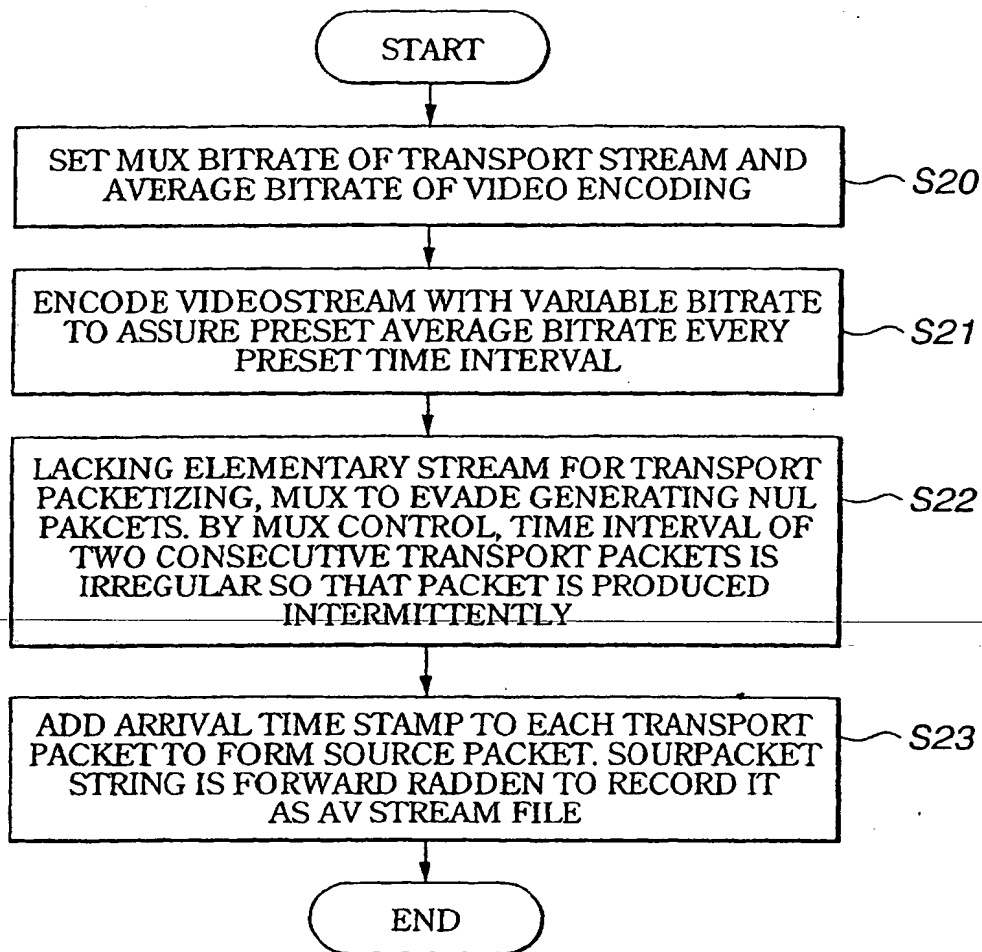 START
SET MUX BITRATE OF TRANSPORT STREAM AND
AVERAGE BITRATE OF VIDEO ENCODING
S20
ENCODE VIDEOSTREAM WITH VARIABLE BITRATE
TO ASSURE PRESET AVERAGE BITRATE EVERY
PRESET TIME INTERVAL
S21
LACKING ELEMENTARY STREAM FOR TRANSPORT
PACKETIZING, MUX TO EVADE GENERATING NUL
PAKCETS. BY MUX CONTROL, TIME INTERVAL OF
TWO CONSECUTIVE TRANSPORT PACKETS IS
IRREGULAR SO THAT PACKET IS PRODUCED
INTERMITTENTLY
S22
ADD ARRIVAL TIME STAMP TO EACH TRANSPORT
PACKET TO FORM SOURCE PACKET. SOURPACKET
STRING IS FORWARD RADDEN TO RECORD IT
AS AV STREAM FILE
S23
END